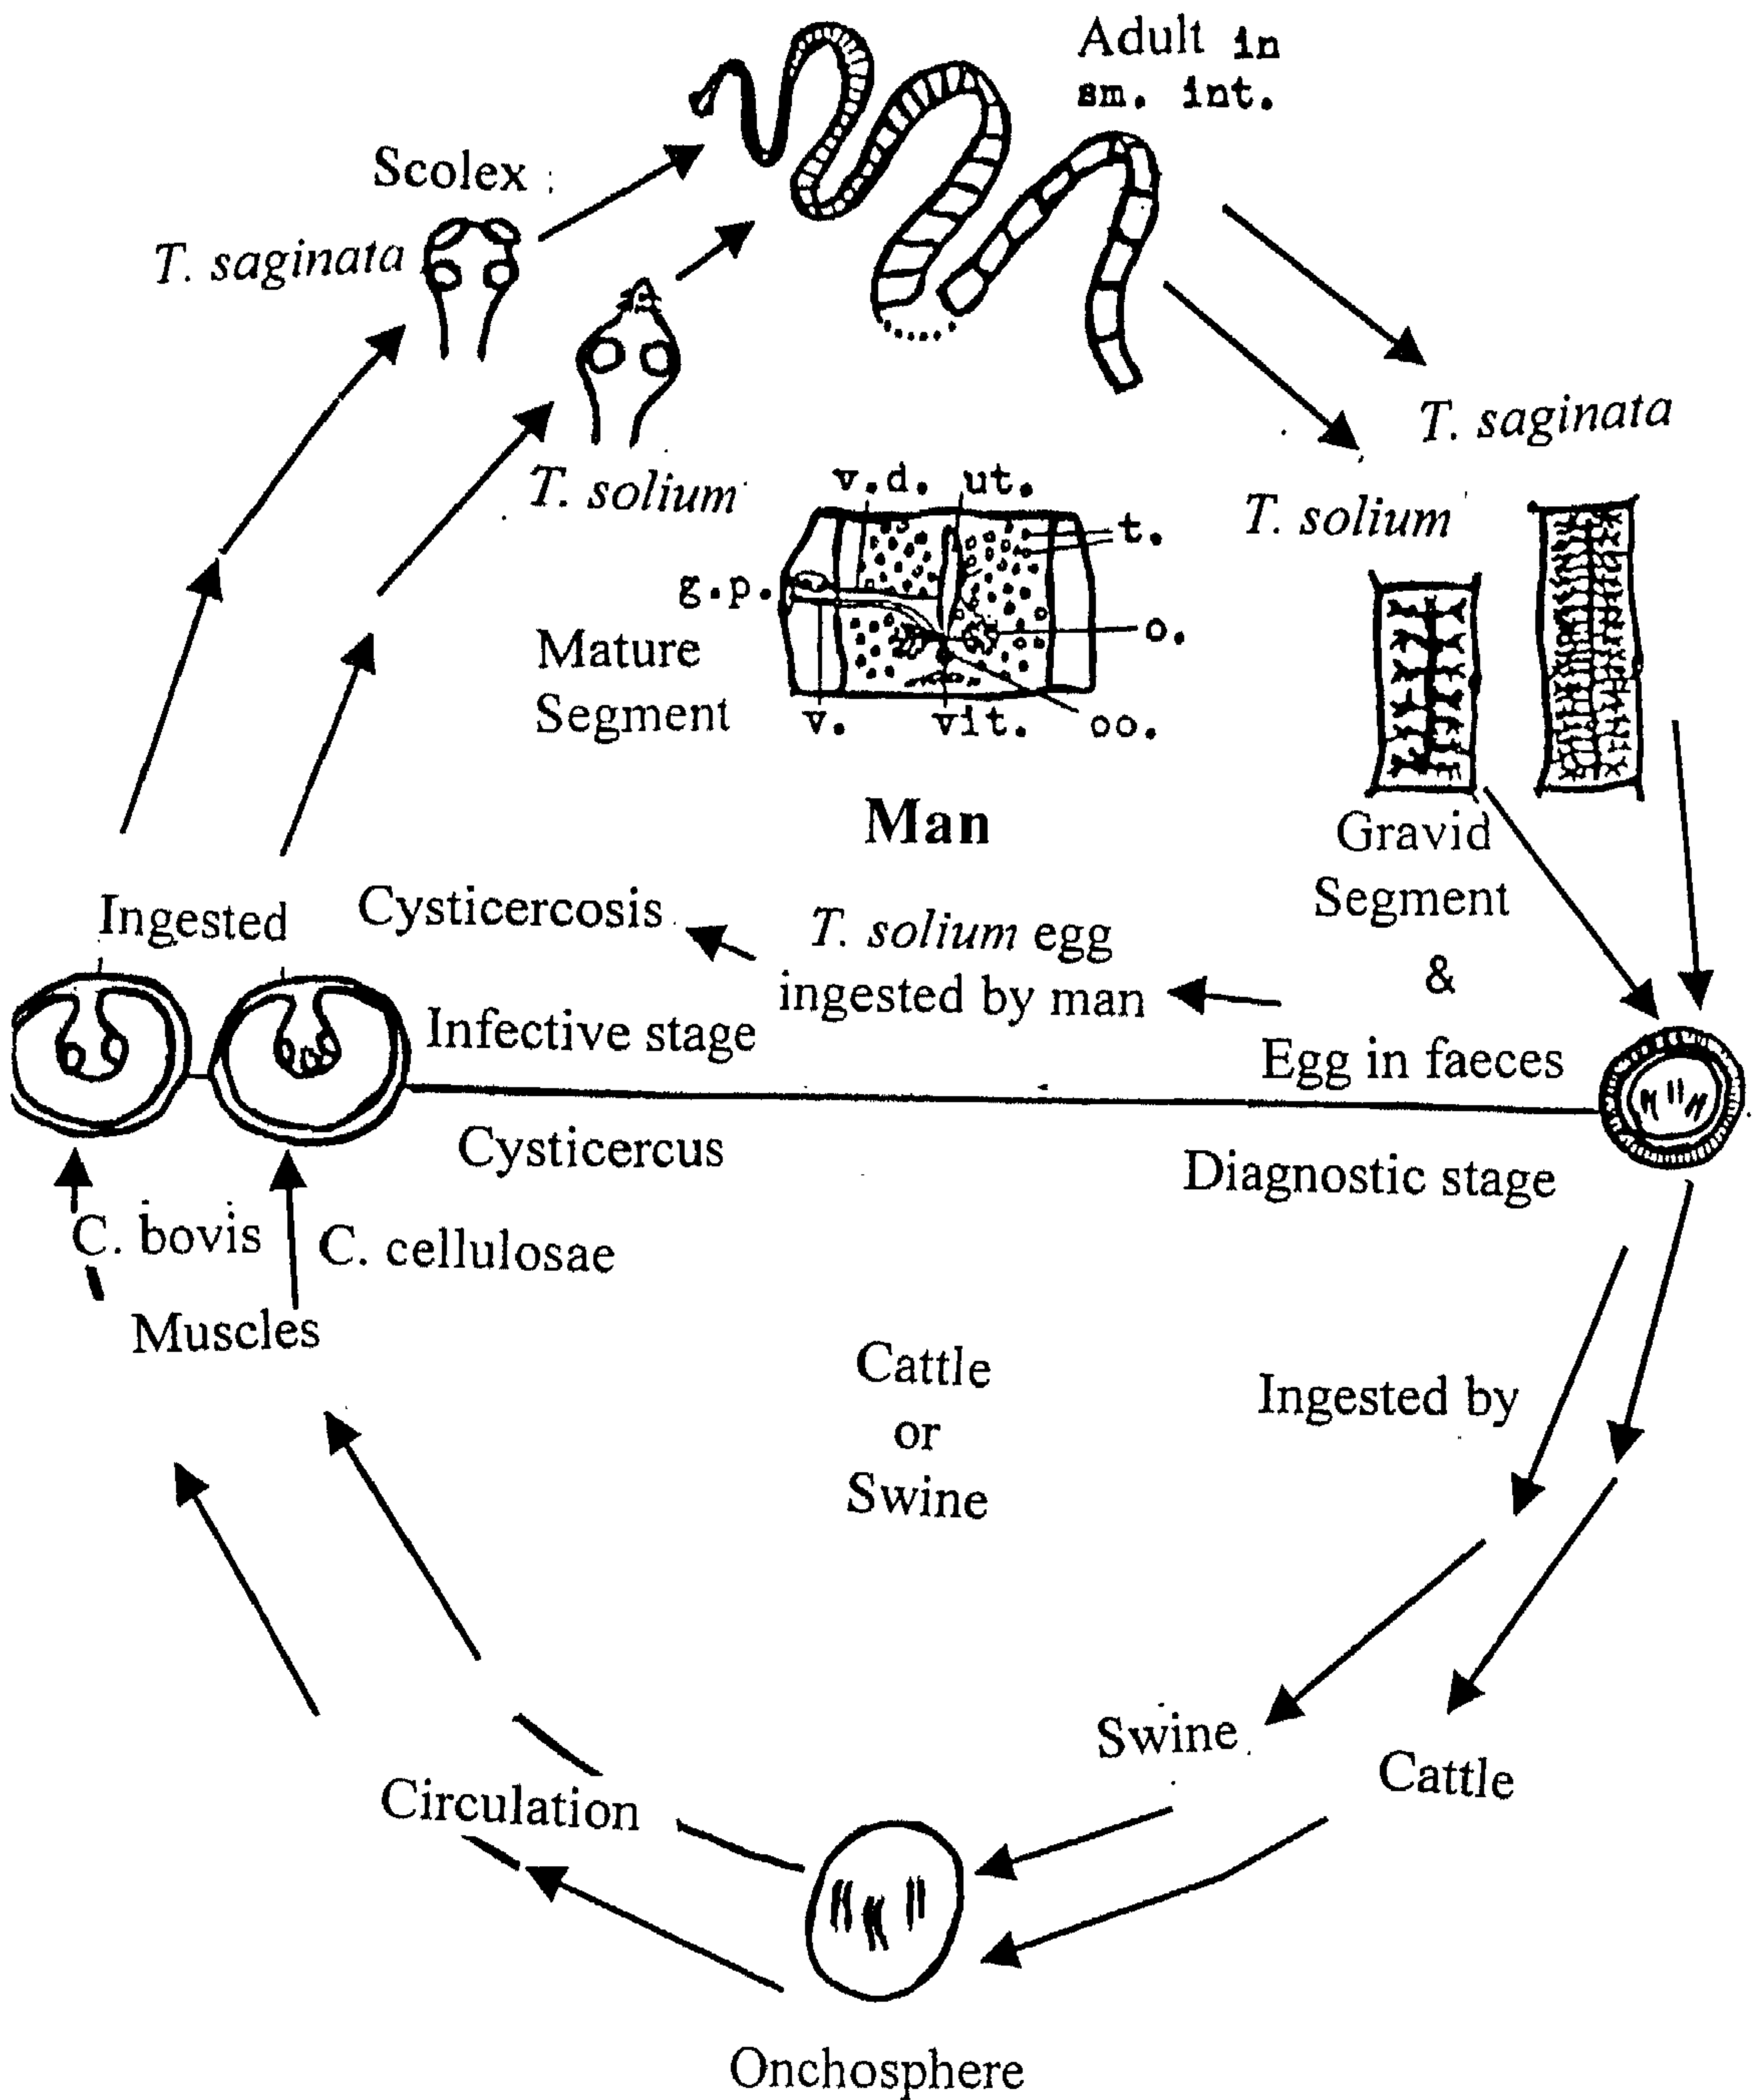 Adult in
sm. int.
Scolex
T. saginata
T. saginata
T. solium
T. solium
v.d. ut.
t.
g.p.
o.
Mature
Segment
v. vit. oo.
Man
Gravid
Segment
&
Egg in faeces
Ingested
Cysticercosis
T. solium egg
ingested by man
Infective stage
Cysticercus
Diagnostic stage
C. bovis
C. cellulosae
Muscles
Cattle
or
Swine
Ingested by
Swine
Cattle
Circulation
Onchosphere